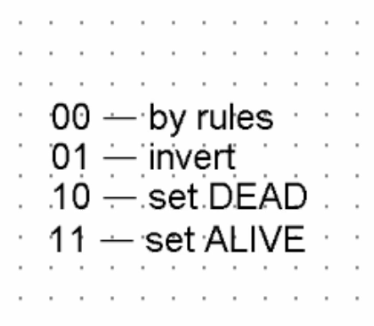 00 — by rules
01 — invert
10 — set DEAD
11 — set ALIVE